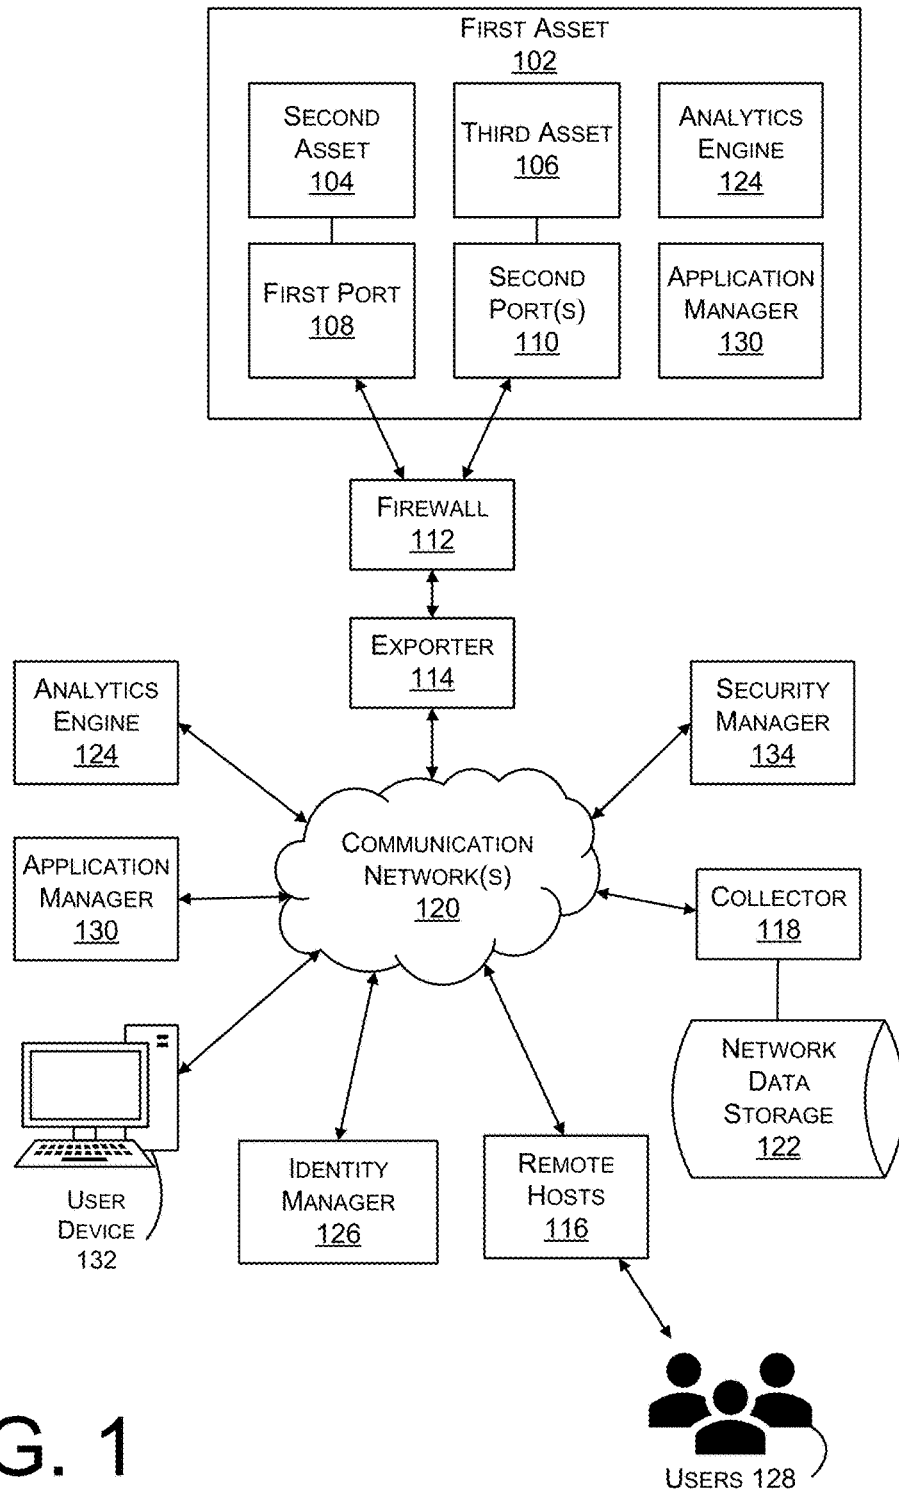 FIRST ASSET
102
SECOND
ASSET
104
THIRD ASSET
106
ANALYTICS
ENGINE
124
FIRST PORT
108
SECOND
PORT(S)
110
APPLICATION
MANAGER
130
FIREWALL
112
EXPORTER
114
ANALYTICS
ENGINE
124
SECURITY
MANAGER
134
COMMUNICATION
NETWORK(S)
120
APPLICATION
MANAGER
130
COLLECTOR
118
NETWORK
DATA
STORAGE
122
USER
DEVICE
132
IDENTITY
MANAGER
126
REMOTE
HOSTS
116
USERS 128
G. 1